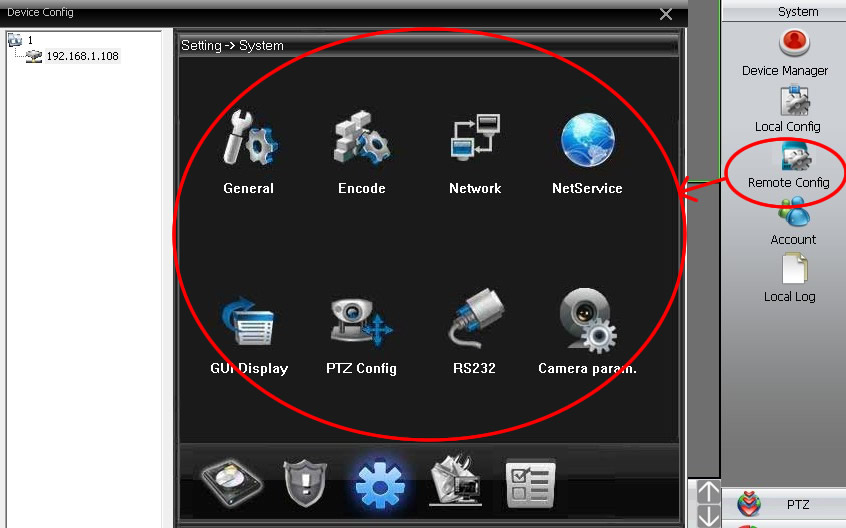 Device Config
1
192.168.1.108
Setting -> System
General
Encode
Network
NetService
GUI Display
PTZ Config
RS232
Camera param.
System
Device Manager
Local Config
Remote Config
Account
Local Log
PTZ